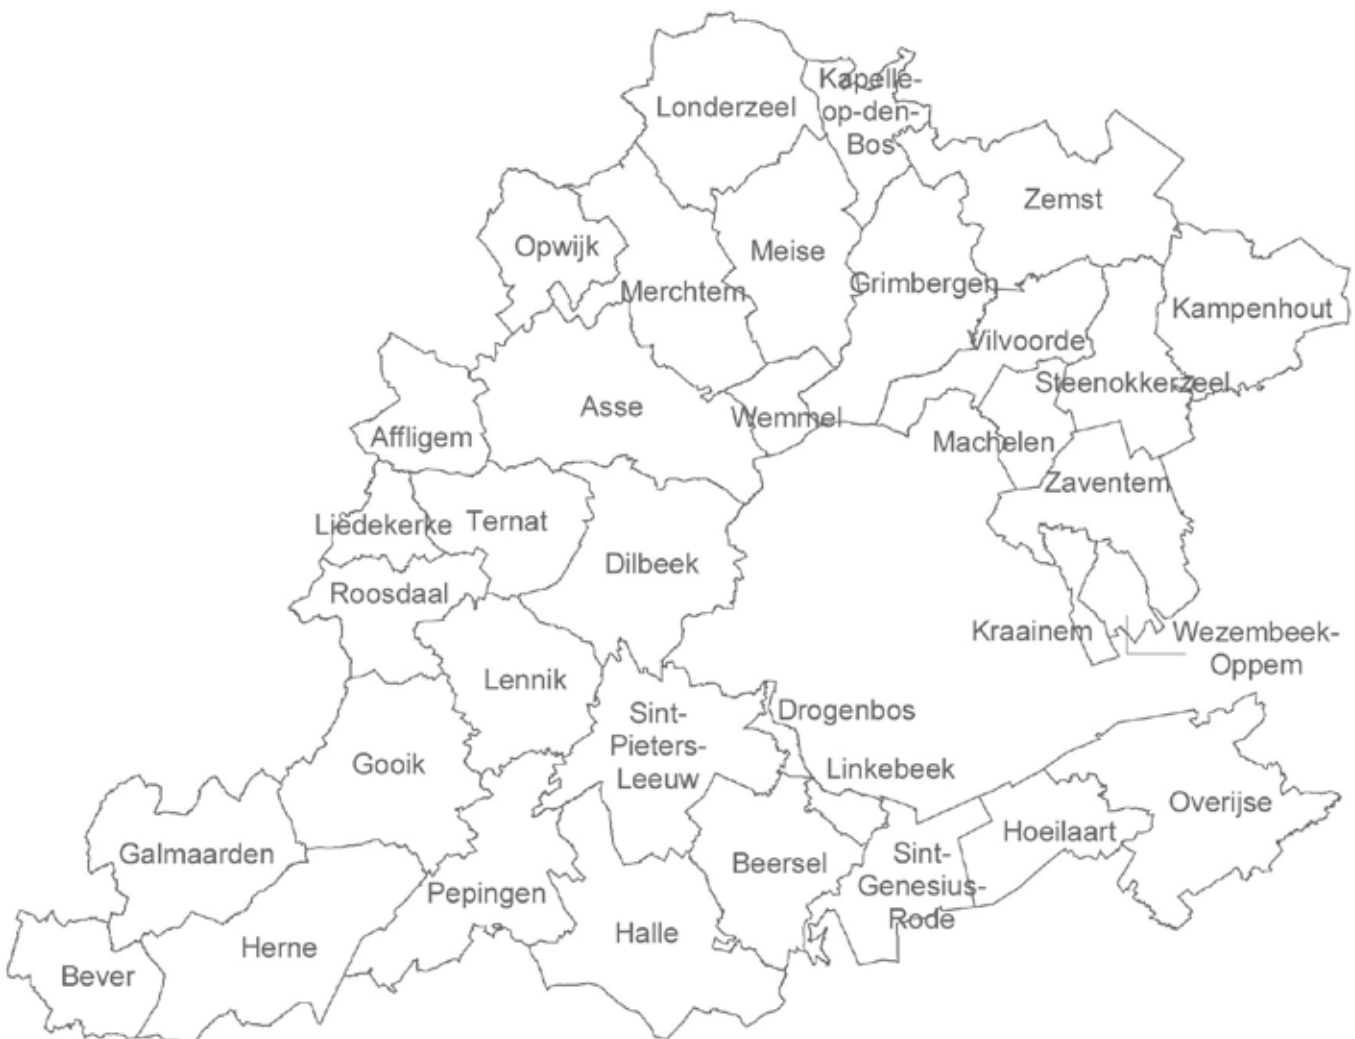 Kapelle-
op-den-
Bos
Londerzeel
Zemst
Opwijk
Meise
Merchtem
Grimbergen
Kampenhout
Vilvoorde
Steenokkerzeel
Asse
Wemmel
Affligem
Machelen
Zaventem
Liedekerke
Ternat
Dilbeek
Roosdaal
Kraainem
Wezembeek-
Oppem
Lennik
Sint-
Pieters-
Leeuw
Drogenbos
Linkebeek
Gooik
Overijse
Hoeilaart
Galmaarden
Beersel
Sint-
Genesius-
Rode
Pepingen
Halle
Herne
Bever